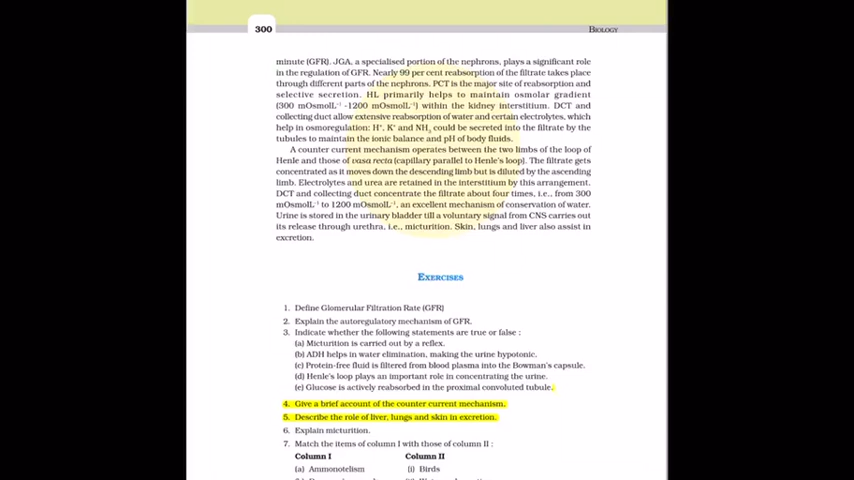 300
BIOLOGY
minute (GFR). JGA, a specialised portion of the nephrons, plays a significant role
in the regulation of GFR. Nearly 99 per cent reabsorption of the filtrate takes place
through different parts of the nephrons. PCT is the major site of reabsorption and
selective secretion. HL primarily helps to maintain osmolar gradient
(300 mOsmolL⁻¹ -1200 mOsmolL⁻¹) within the kidney interstitium. DCT and
collecting duct allow extensive reabsorption of water and certain electrolytes, which
help in osmoregulation: H⁺, K⁺ and NH₃ could be secreted into the filtrate by the
tubules to maintain the ionic balance and pH of body fluids.
A counter current mechanism operates between the two limbs of the loop of
Henle and those of vasa recta (capillary parallel to Henle's loop). The filtrate gets
concentrated as it moves down the descending limb but is diluted by the ascending
limb. Electrolytes and urea are retained in the interstitium by this arrangement.
DCT and collecting duct concentrate the filtrate about four times, i.e., from 300
mOsmolL⁻¹ to 1200 mOsmolL⁻¹, an excellent mechanism of conservation of water.
Urine is stored in the urinary bladder till a voluntary signal from CNS carries out
its release through urethra, i.e., micturition. Skin, lungs and liver also assist in
excretion.
EXERCISES
1. Define Glomerular Filtration Rate (GFR)
2. Explain the autoregulatory mechanism of GFR.
3. Indicate whether the following statements are true or false :
(a) Micturition is carried out by a reflex.
(b) ADH helps in water elimination, making the urine hypotonic.
(c) Protein-free fluid is filtered from blood plasma into the Bowman's capsule.
(d) Henle's loop plays an important role in concentrating the urine.
(e) Glucose is actively reabsorbed in the proximal convoluted tubule.
4. Give a brief account of the counter current mechanism.
5. Describe the role of liver, lungs and skin in excretion.
6. Explain micturition.
7. Match the items of column I with those of column II :
Column I Column II
(a) Ammonotelism (i) Birds